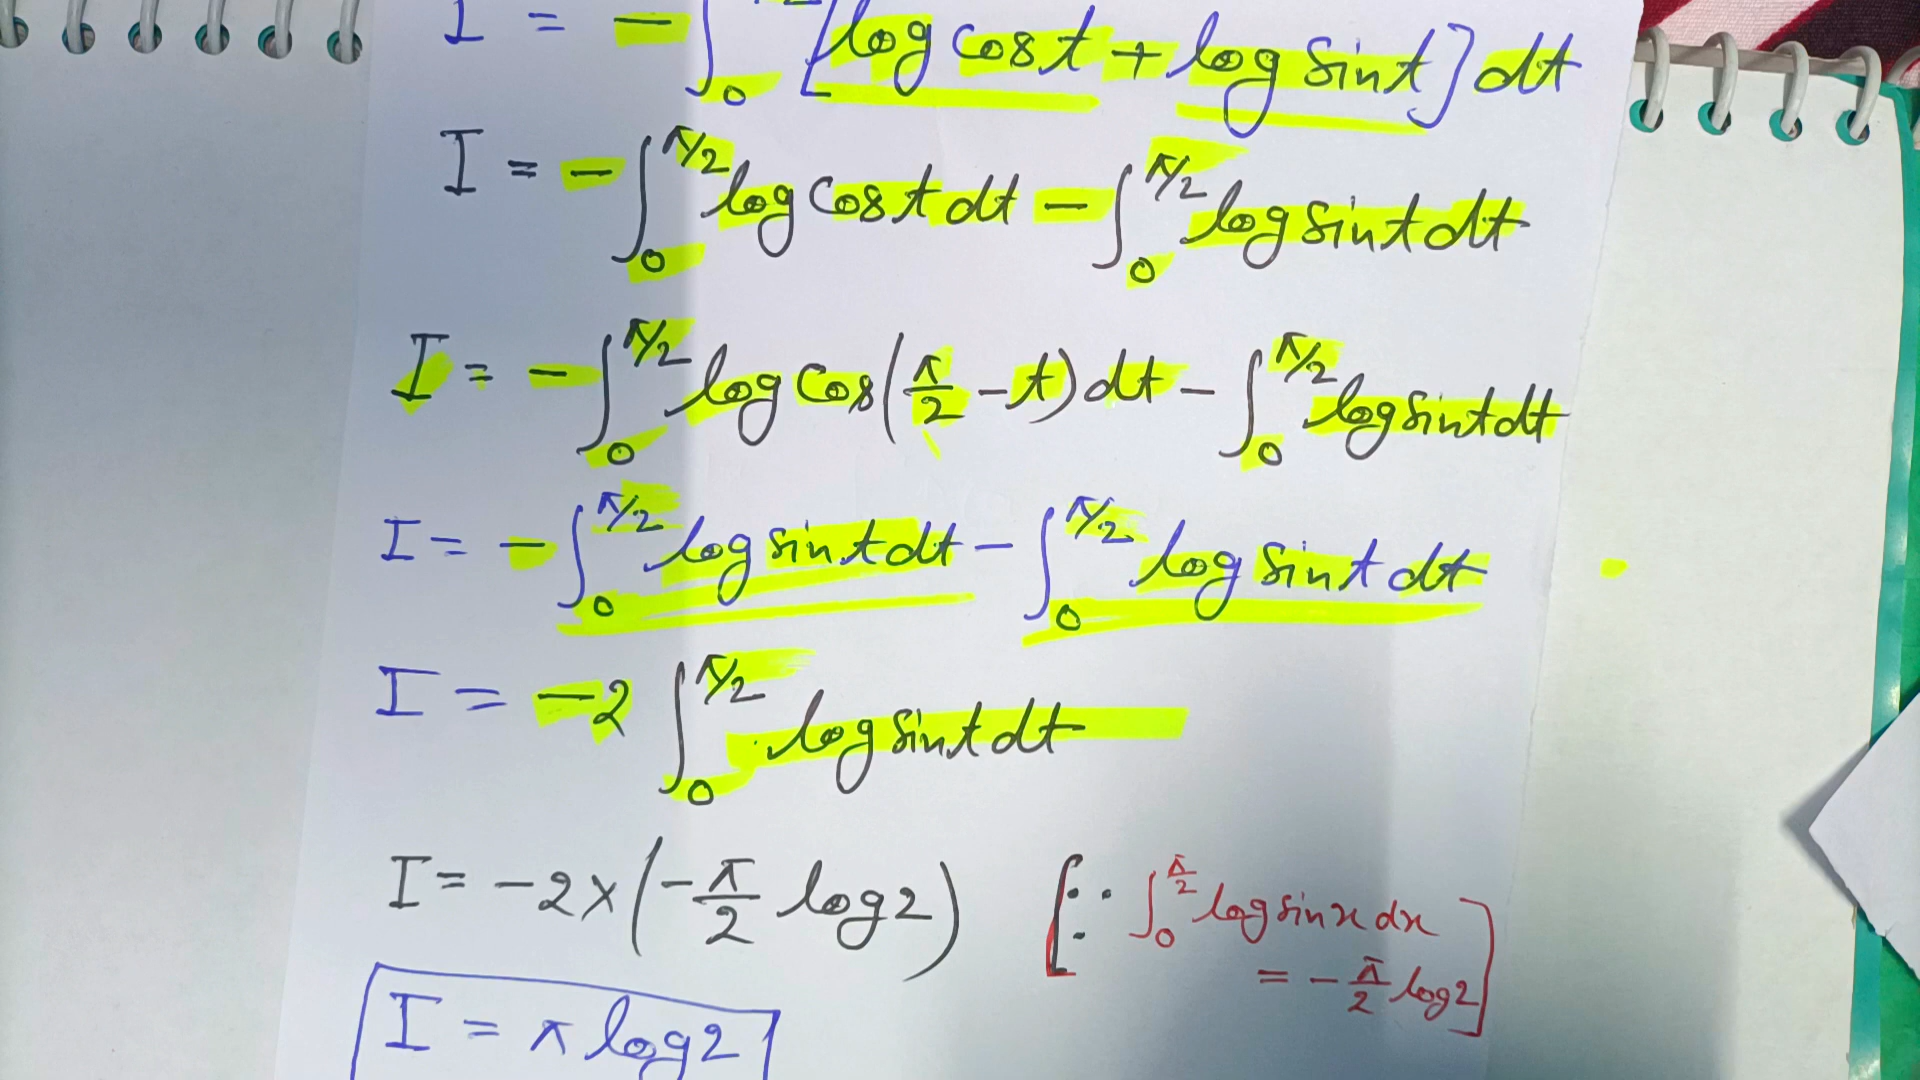 I = -∫₀^π/2 [log cos t + log sin t] dt
I = -∫₀^π/2 log cos t dt - ∫₀^π/2 log sin t dt
I = -∫₀^π/2 log cos(π/2 - t) dt - ∫₀^π/2 log sin t dt
I = -∫₀^π/2 log sin t dt - ∫₀^π/2 log sin t dt
I = -2 ∫₀^π/2 log sin t dt
I = -2 × (-π/2 log 2) [∵ ∫₀^π/2 log sin x dx
= -π/2 log 2]
I = π log 2